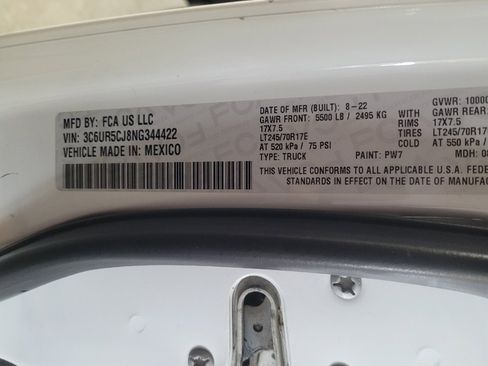 MFD BY: FCA US LLC
VIN: 3C6UR5CJ8NG344422
VEHICLE MADE IN: MEXICO
DATE OF MFR (BUILT): 8-22
GAWR FRONT: 5500 LB / 2495 KG WITH
17X7.5 RIMS
LT245/70R17E TIRES
AT 520 kPa / 75 PSI COLD
TYPE: TRUCK PAINT: PW7
GVWR: 10000
GAWR REAR:
17X7.5
LT245/70R17
AT 550 kPa
MDH: 08
THIS VEHICLE CONFORMS TO ALL APPLICABLE U.S.A. FEDE
STANDARDS IN EFFECT ON THE DATE OF MANUFAC